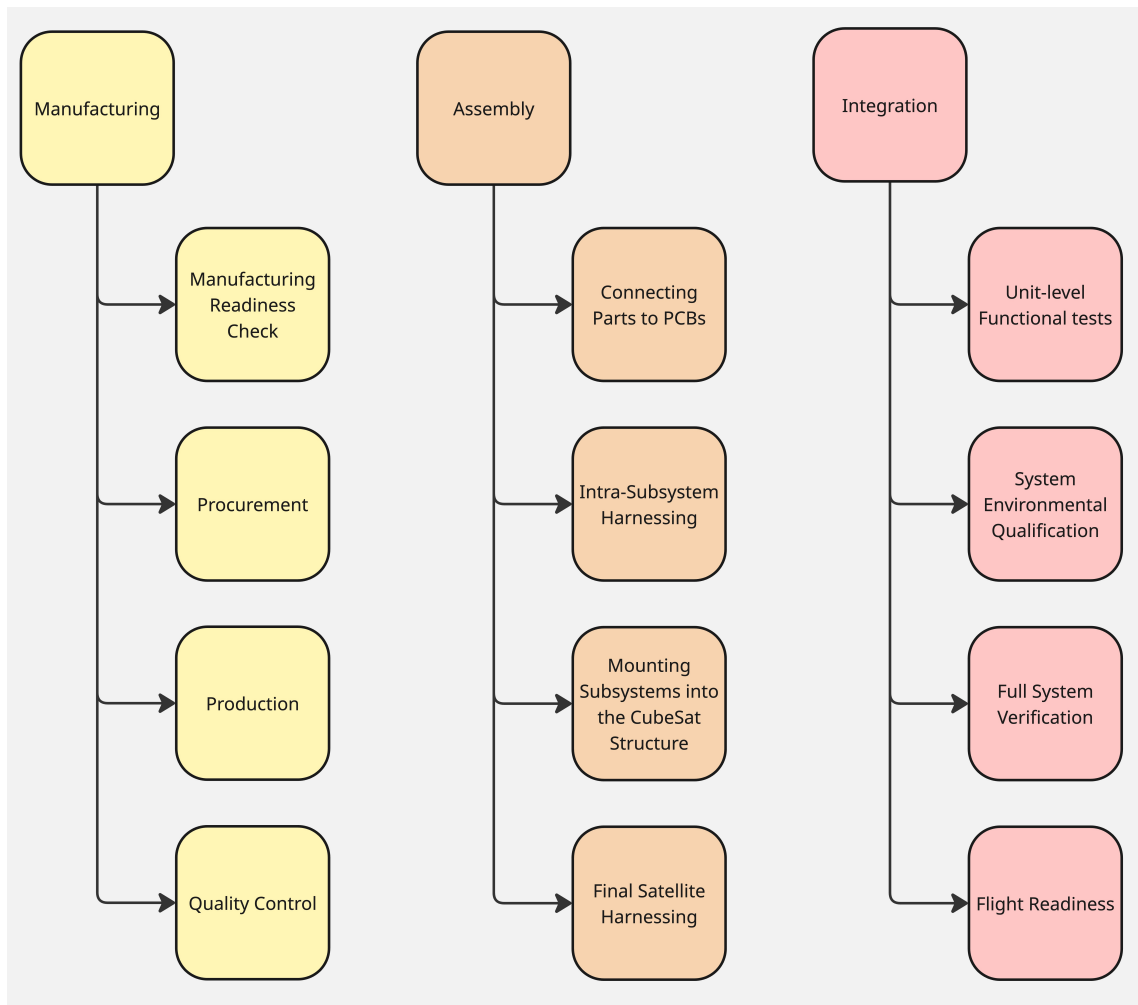 Manufacturing
Manufacturing
Readiness
Check
Procurement
Production
Quality Control
Assembly
Connecting
Parts to PCBs
Intra-Subsystem
Harnessing
Mounting
Subsystems into
the CubeSat
Structure
Final Satellite
Harnessing
Integration
Unit-level
Functional tests
System
Environmental
Qualification
Full System
Verification
Flight Readiness